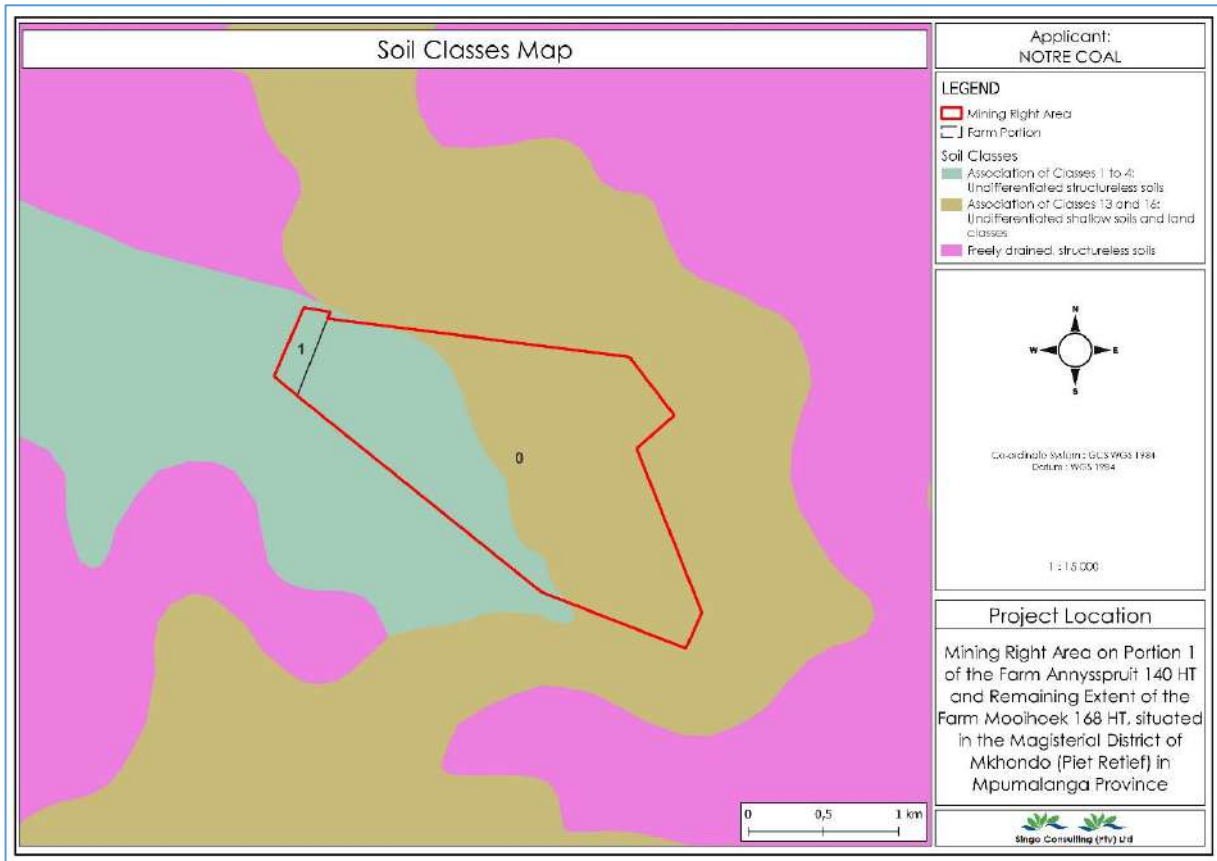 Soil Classes Map
Applicant:
NOTRE COAL
LEGEND
Mining Right Area
Farm Portion
Soil Classes
Association of Classes 1 to 4:
Undifferentiated structureless soils
Association of Classes 13 and 16:
Undifferentiated shallow soils and land
classes
Freely drained, structureless soils
1
0
N
W
E
S
Co-ordinate System : GCS WGS 1984
Datum : WGS 1984
1 : 15 000
Project Location
Mining Right Area on Portion 1
of the Farm Annysspruit 140 HT
and Remaining Extent of the
Farm Mooihoek 168 HT, situated
in the Magisterial District of
Mkhondo (Piet Retief) in
Mpumalanga Province
0 0,5 1 km
Singo Consulting (Pty) Ltd